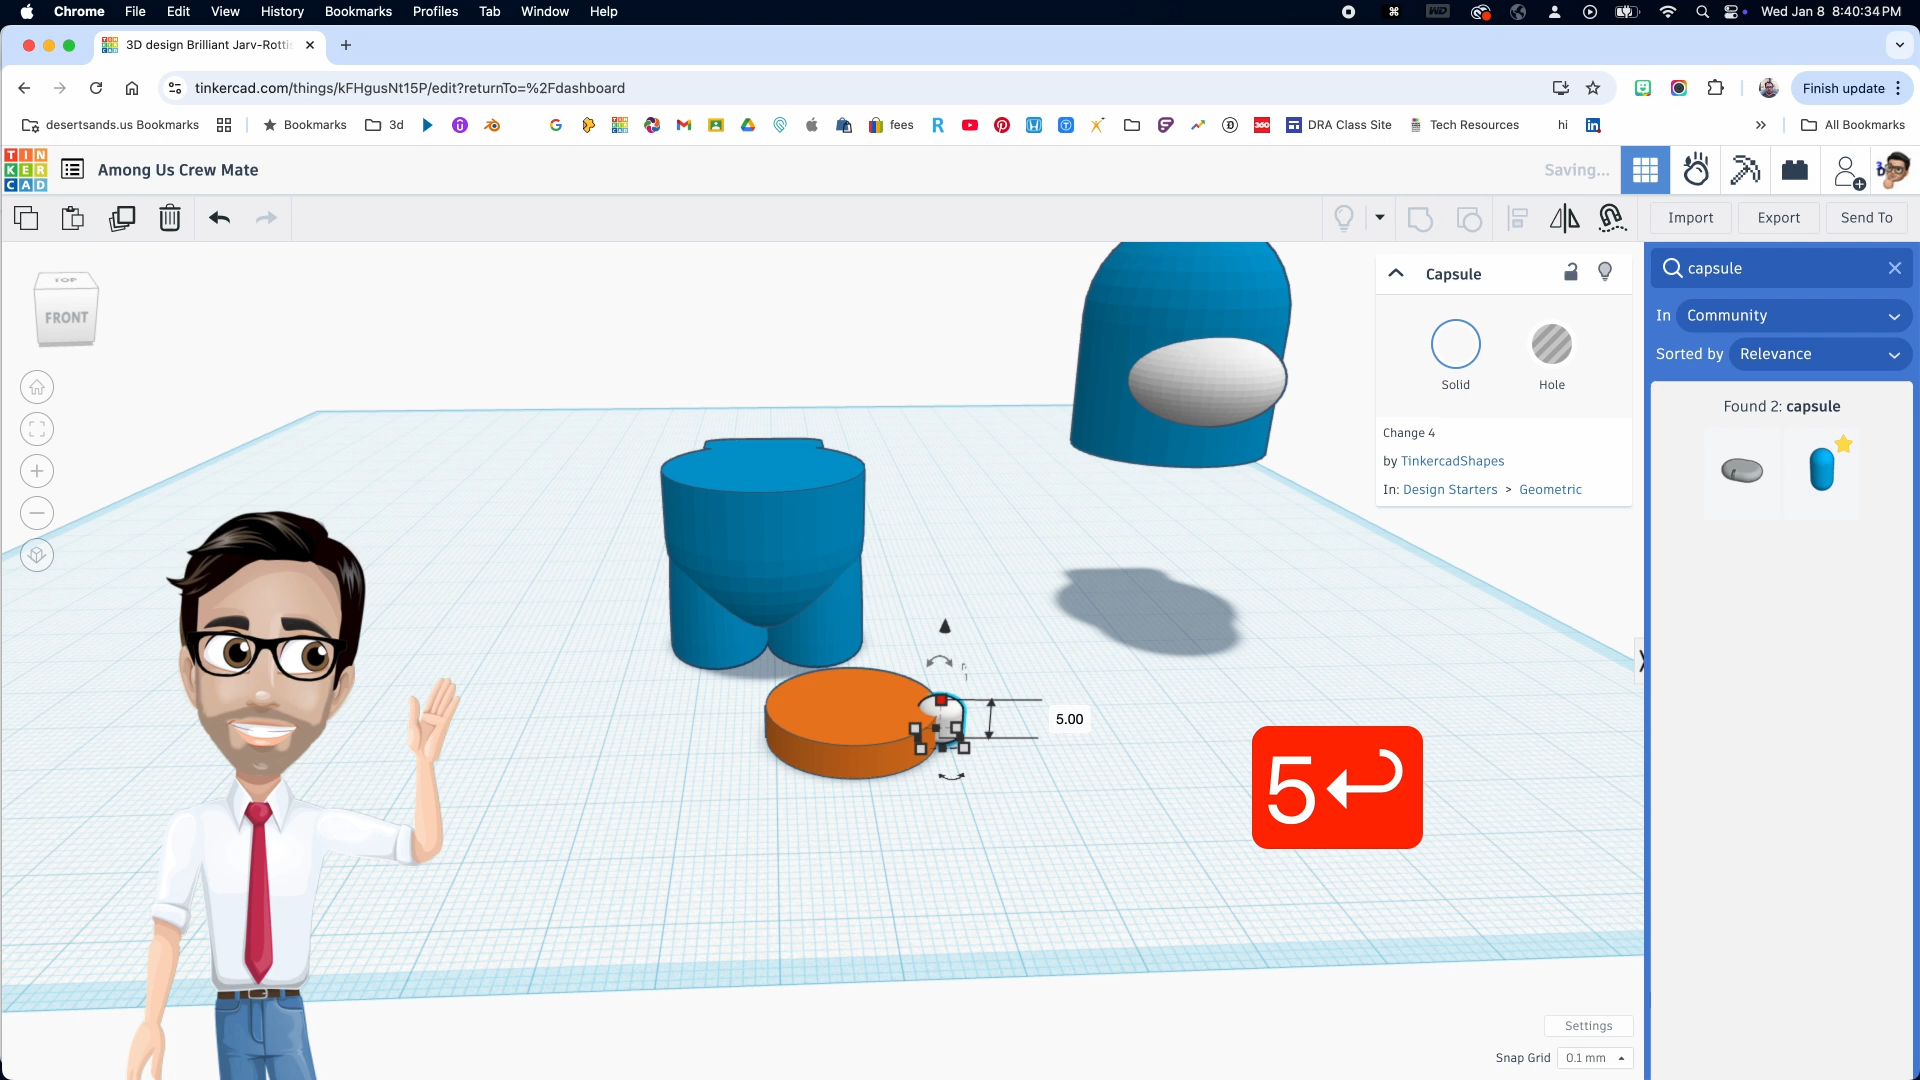 Chrome File Edit View History Bookmarks Profiles Tab Window Help
Wed Jan 8 8:40:34 PM
3D design Brilliant Jarv-Rotti
tinkercad.com/things/kFHgusNt15P/edit?returnTo=%2Fdashboard
Finish update
desertsands.us Bookmarks
Bookmarks
3d
fees
DRA Class Site
Tech Resources
hi
All Bookmarks
TIN
KER
CAD
Among Us Crew Mate
Saving...
Import
Export
Send To
TOP
FRONT
Capsule
Solid
Hole
Change 4
by TinkercadShapes
In: Design Starters > Geometric
capsule
In Community
Sorted by Relevance
Found 2: capsule
5.00
5↩
Settings
Snap Grid 0.1 mm